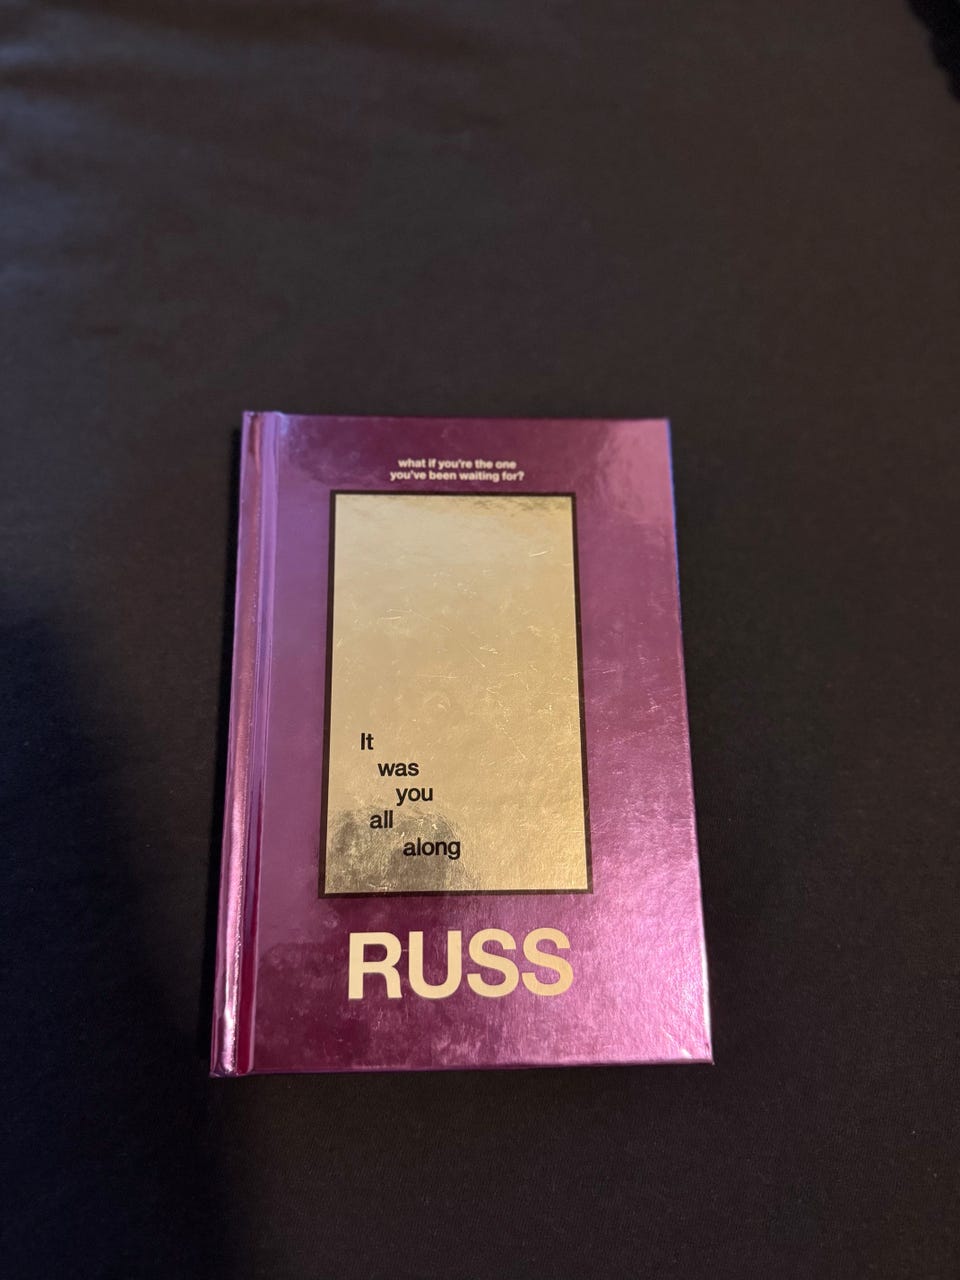 what if you're the one
you've been waiting for?
It
was
you
all
along
RUSS